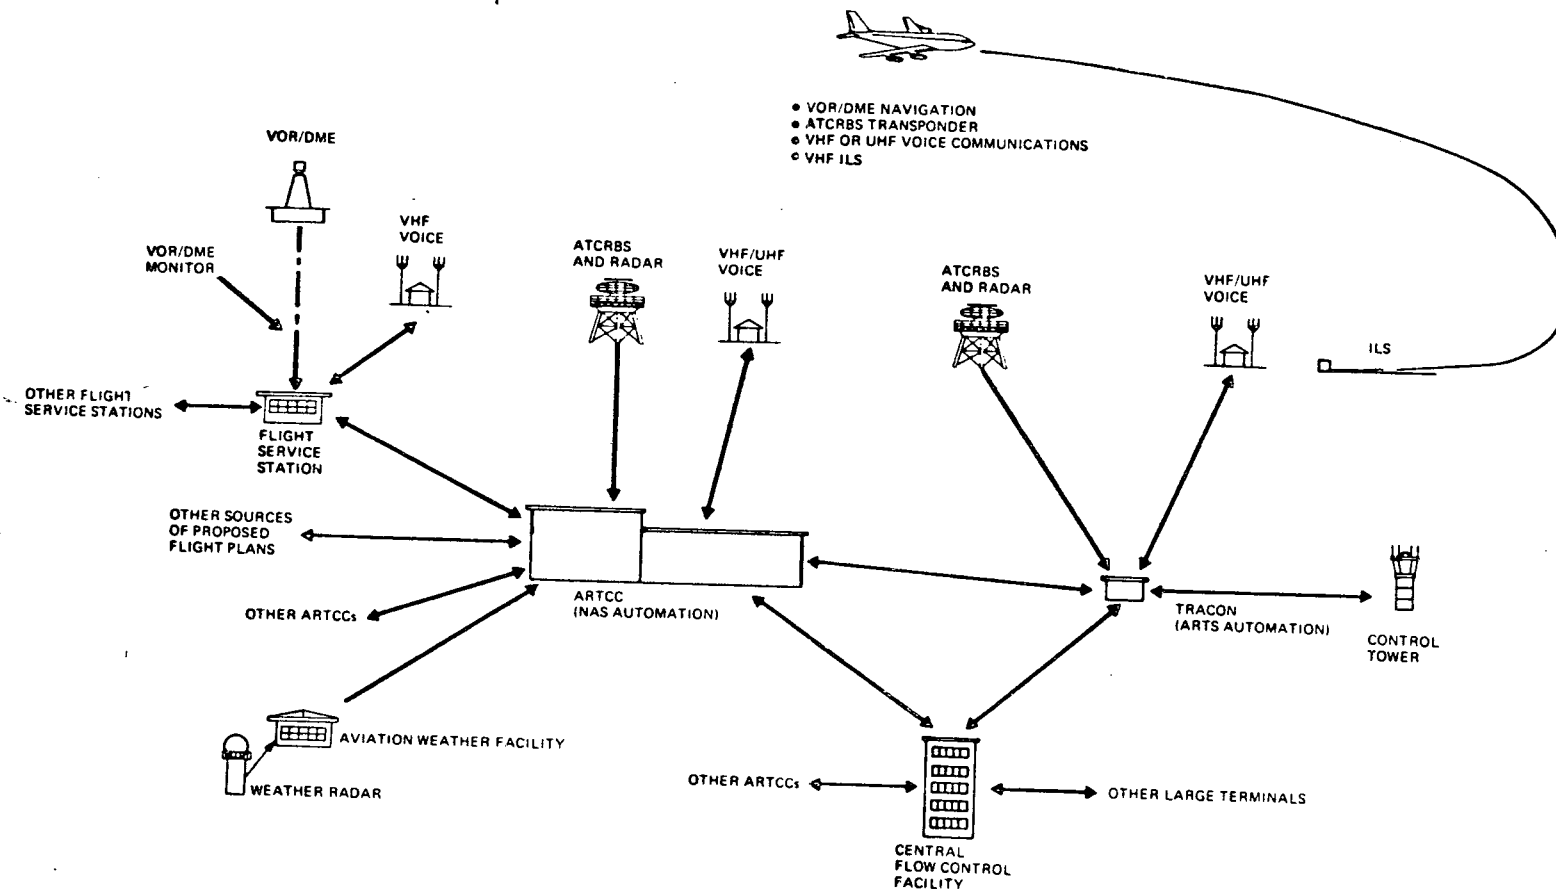 ● VOR/DME NAVIGATION
● ATCRBS TRANSPONDER
● VHF OR UHF VOICE COMMUNICATIONS
● VHF ILS
VOR/DME
VHF
VOICE
VOR/DME
MONITOR
ATCRBS
AND RADAR
VHF/UHF
VOICE
ATCRBS
AND RADAR
VHF/UHF
VOICE
ILS
OTHER FLIGHT
SERVICE STATIONS
FLIGHT
SERVICE
STATION
OTHER SOURCES
OF PROPOSED
FLIGHT PLANS
OTHER ARTCCs
ARTCC
(NAS AUTOMATION)
TRACON
(ARTS AUTOMATION)
CONTROL
TOWER
AVIATION WEATHER FACILITY
WEATHER RADAR
OTHER ARTCCs
OTHER LARGE TERMINALS
CENTRAL
FLOW CONTROL
FACILITY